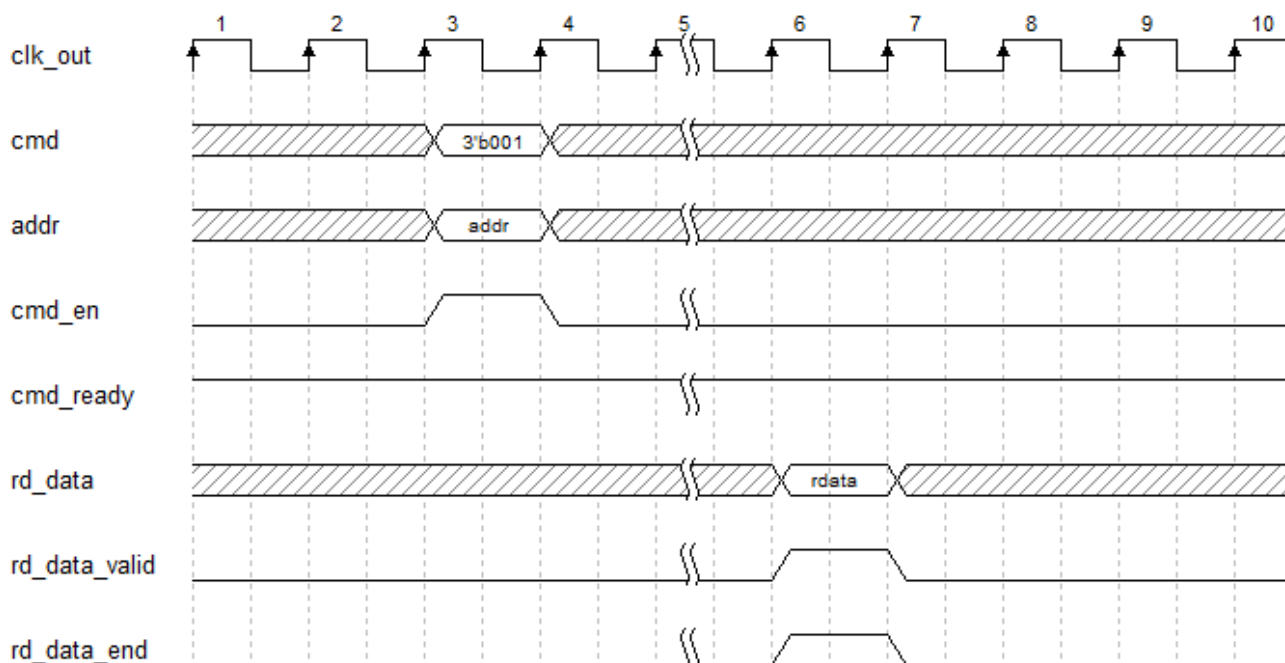 1 2 3 4 5 6 7 8 9 10
clk_out
cmd 3'b001
addr addr
cmd_en
cmd_ready
rd_data rdata
rd_data_valid
rd_data_end